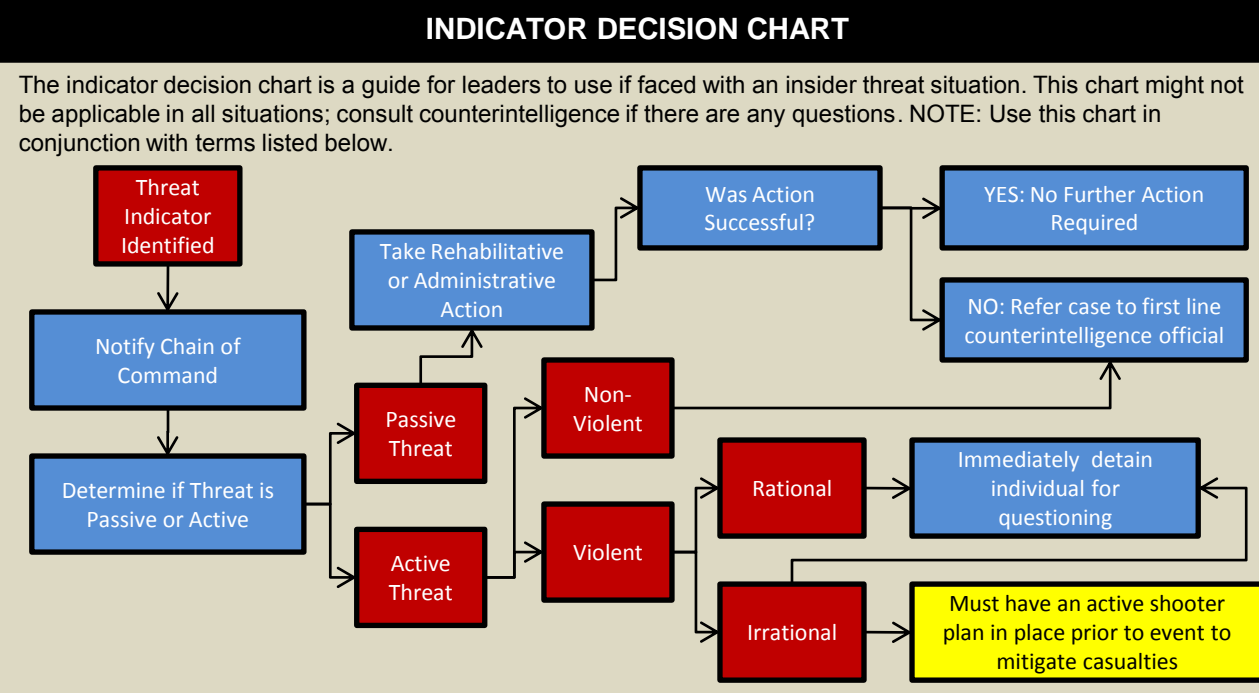 INDICATOR DECISION CHART
The indicator decision chart is a guide for leaders to use if faced with an insider threat situation. This chart might not
be applicable in all situations; consult counterintelligence if there are any questions. NOTE: Use this chart in
conjunction with terms listed below.
Threat
Indicator
Identified
Notify Chain of
Command
Determine if Threat is
Passive or Active
Passive
Threat
Active
Threat
Take Rehabilitative
or Administrative
Action
Was Action
Successful?
YES: No Further Action
Required
NO: Refer case to first line
counterintelligence official
Non-
Violent
Violent
Rational
Irrational
Immediately detain
individual for
questioning
Must have an active shooter
plan in place prior to event to
mitigate casualties